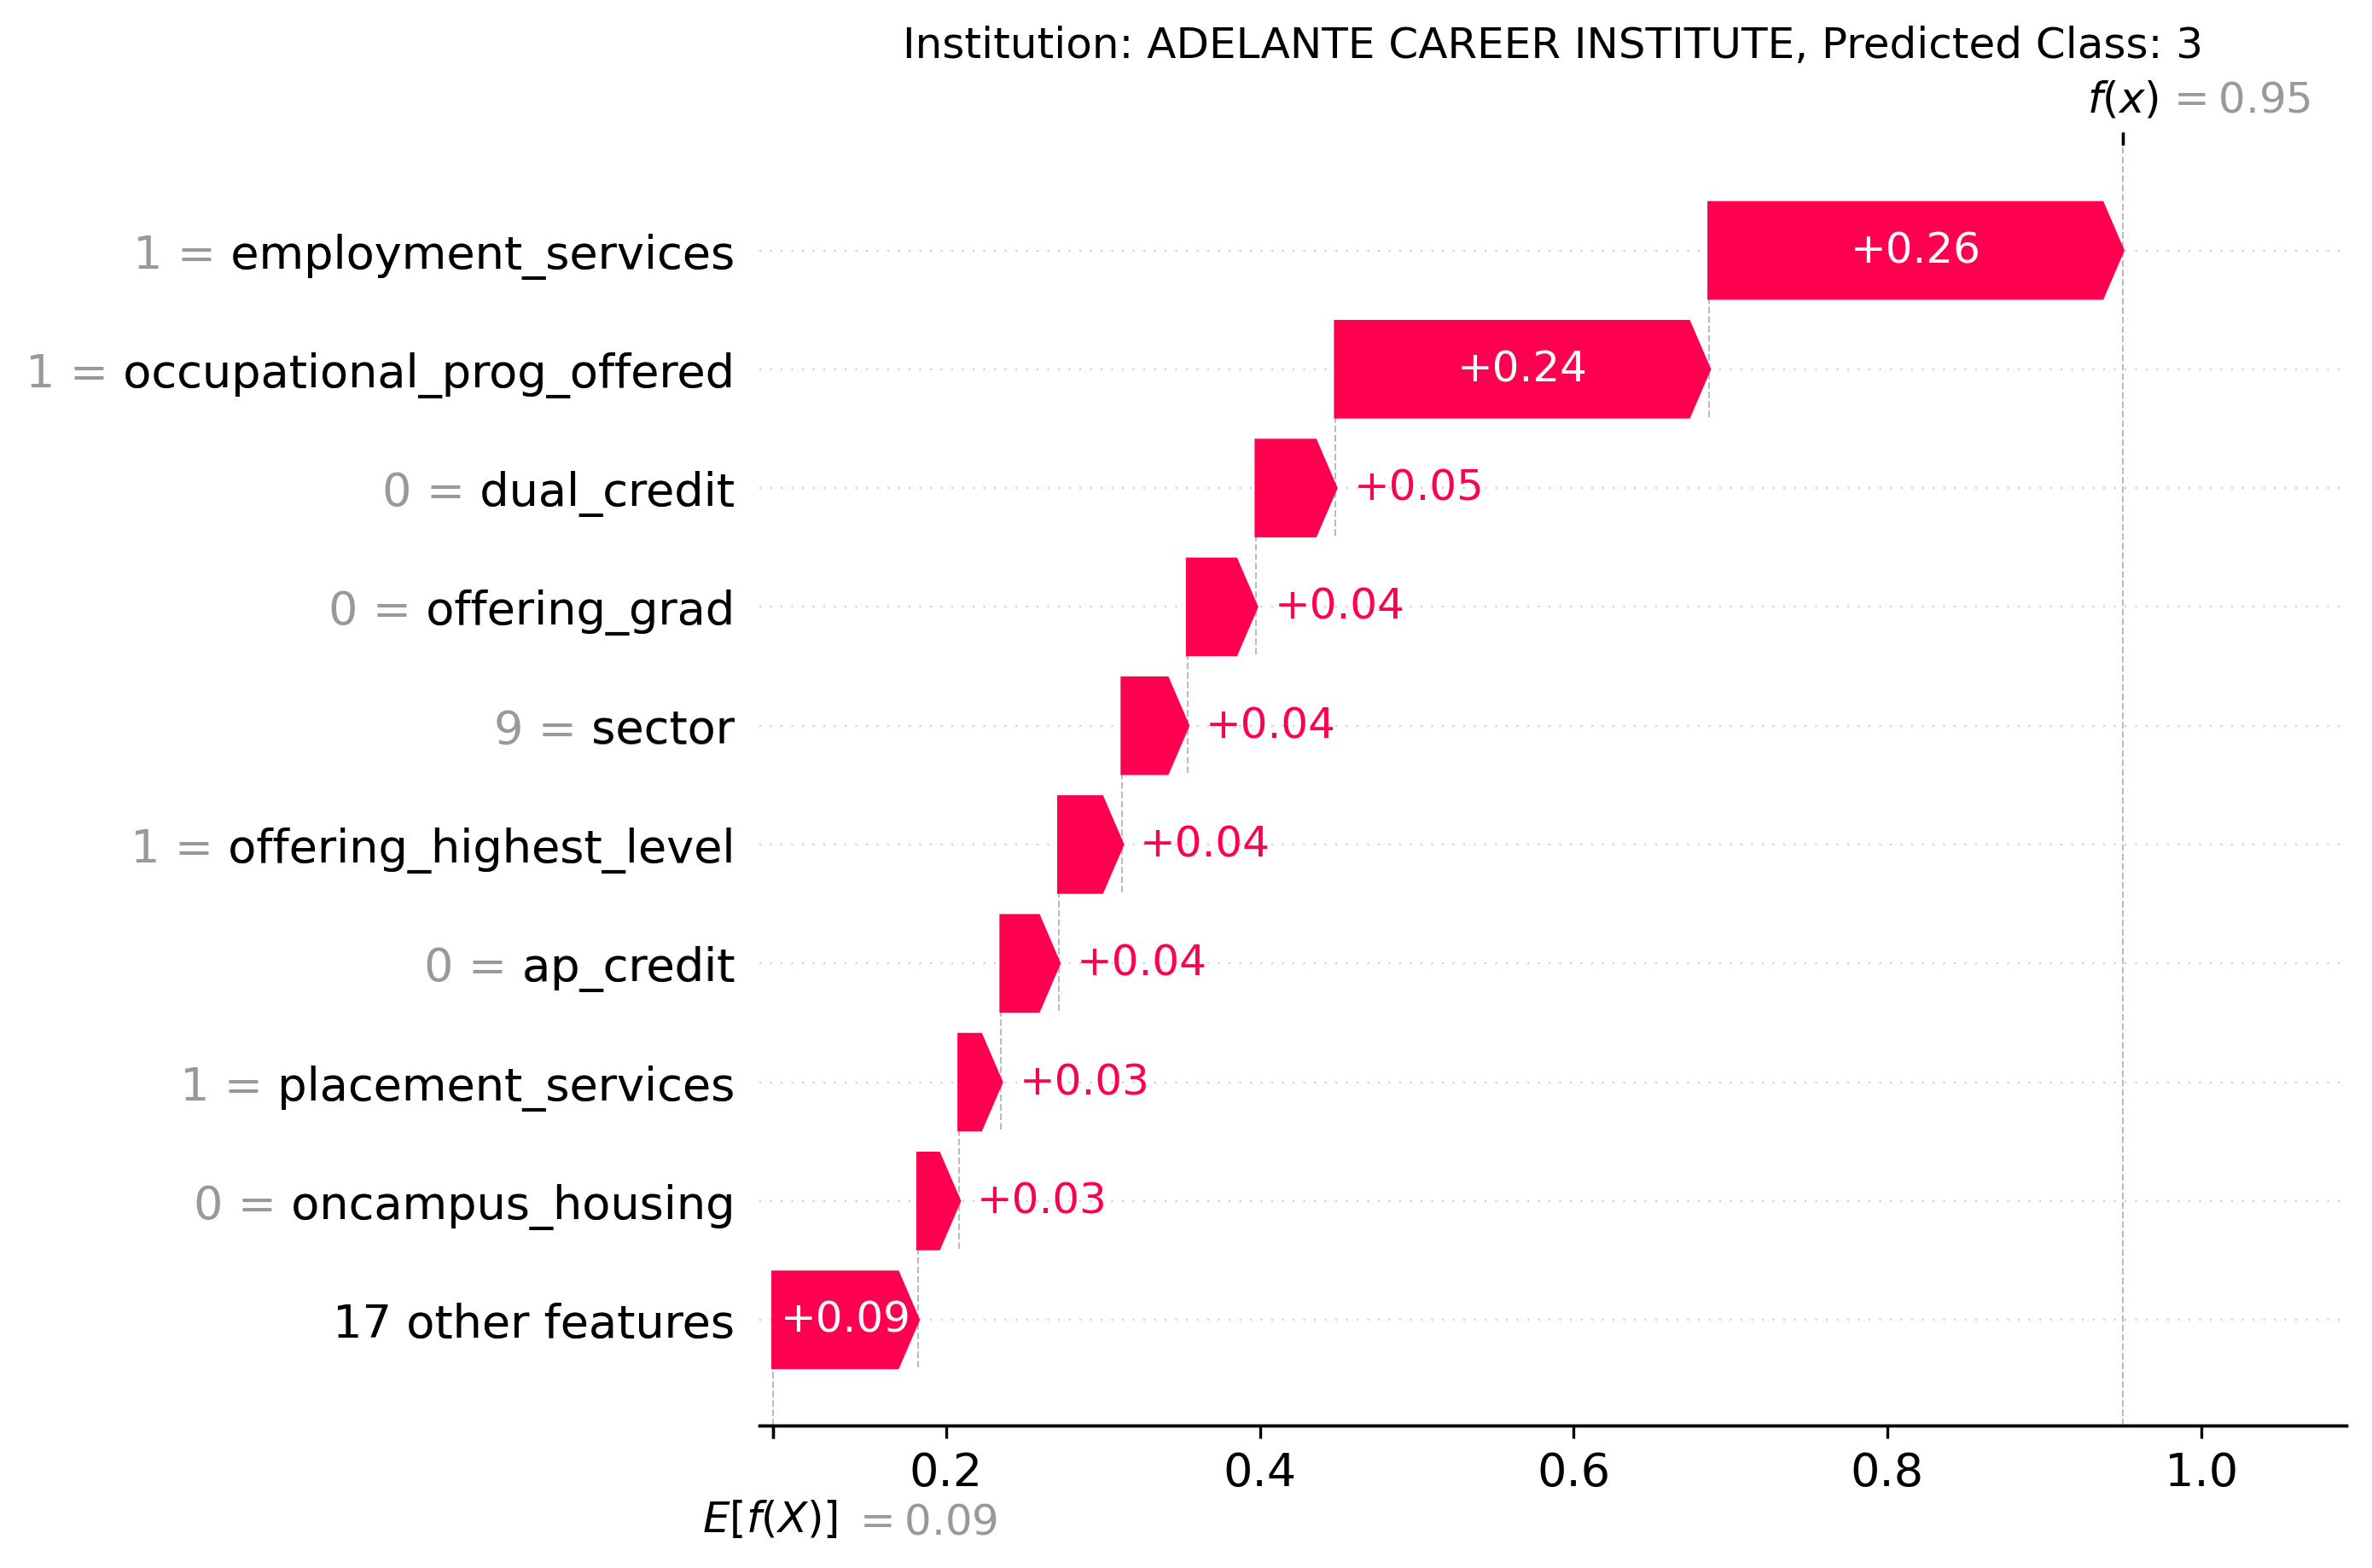 Institution: ADELANTE CAREER INSTITUTE, Predicted Class: 3
f(x) = 0.95
1 = employment_services +0.26
1 = occupational_prog_offered +0.24
0 = dual_credit +0.05
0 = offering_grad +0.04
9 = sector +0.04
1 = offering_highest_level +0.04
0 = ap_credit +0.04
1 = placement_services +0.03
0 = oncampus_housing +0.03
17 other features +0.09
0.2 0.4 0.6 0.8 1.0
E[f(X)] = 0.09